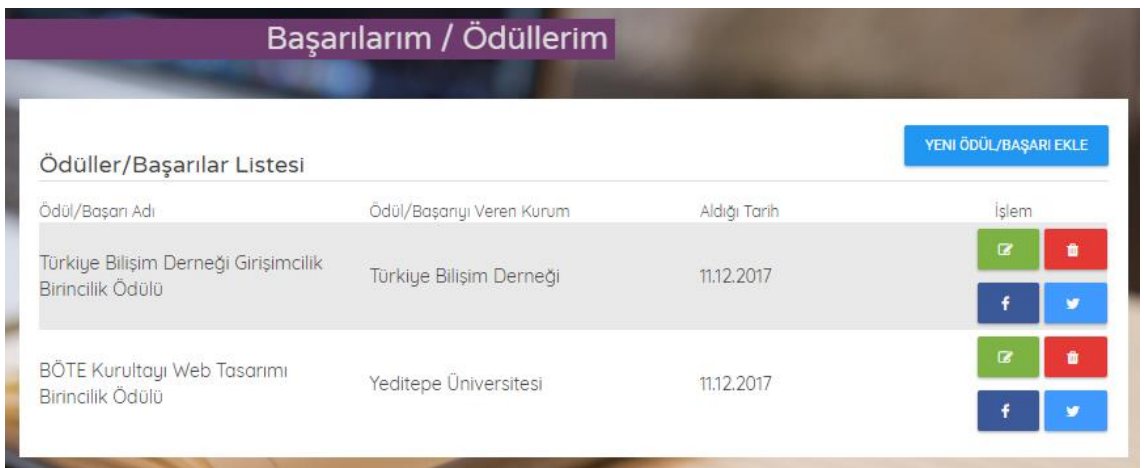 Başarılarım / Ödüllerim
YENİ ÖDÜL/BAŞARI EKLE
Ödüller/Başarılar Listesi
Ödül/Başarı Adı Ödül/Başarıyı Veren Kurum Aldığı Tarih İşlem
Türkiye Bilişim Derneği Girişimcilik
Birincilik Ödülü
Türkiye Bilişim Derneği
11.12.2017
BÖTE Kurultayı Web Tasarımı
Birincilik Ödülü
Yeditepe Üniversitesi
11.12.2017